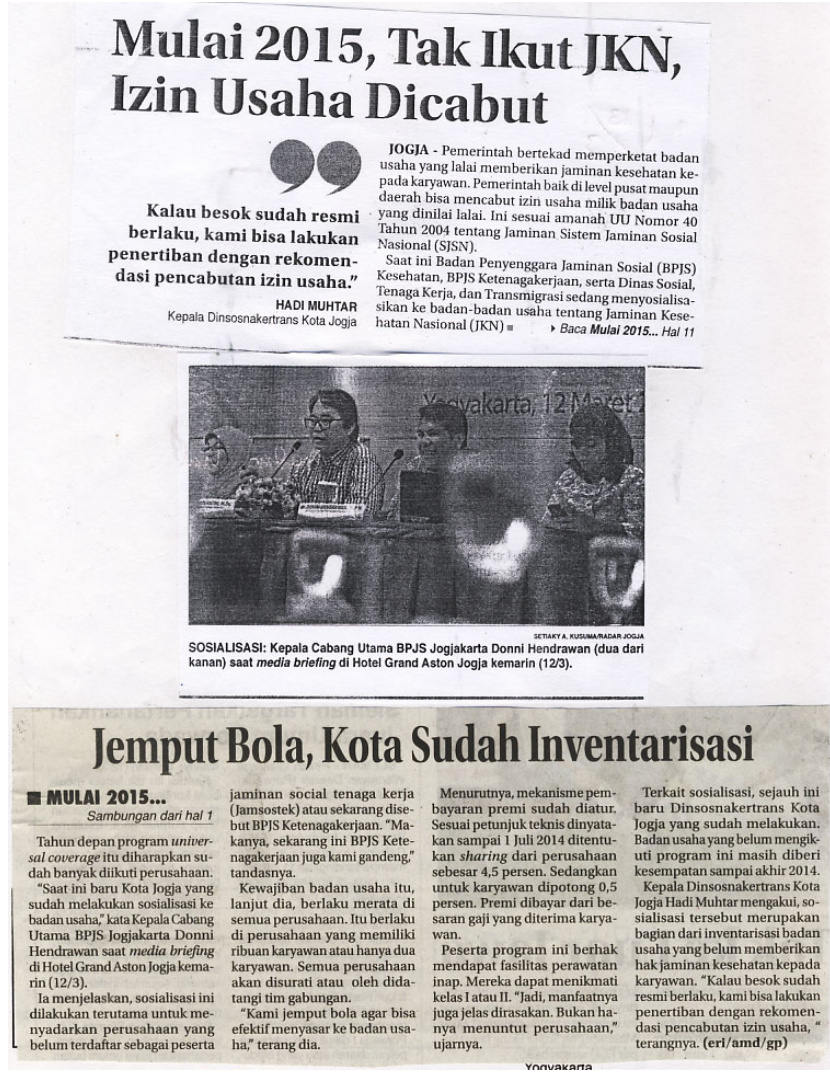 Mulai 2015, Tak Ikut JKN,
Izin Usaha Dicabut
Kalau besok sudah resmi
berlaku, kami bisa lakukan
penertiban dengan rekomen-
dasi pencabutan izin usaha.”
HADI MUHTAR
Kepala Dinsosnakertrans Kota Jogja
JOGJA - Pemerintah bertekad memperketat badan
usaha yang lalai memberikan jaminan kesehatan ke-
pada karyawan. Pemerintah baik di level pusat maupun
daerah bisa mencabut izin usaha milik badan usaha
yang dinilai lalai. Ini sesuai amanah UU Nomor 40
Tahun 2004 tentang Jaminan Sistem Jaminan Sosial
Nasional (SJSN).
Saat ini Badan Penyenggara Jaminan Sosial (BPJS)
Kesehatan, BPJS Ketenagakerjaan, serta Dinas Sosial,
Tenaga Kerja, dan Transmigrasi sedang menyosialisa-
sikan ke badan-badan usaha tentang Jaminan Kese-
hatan Nasional (JKN)
Baca Mulai 2015... Hal 11
Yogyakarta, 12 Maret 2
SETIAKY A. KUSUMA/RADAR JOGJA
SOSIALISASI: Kepala Cabang Utama BPJS Jogjakarta Donni Hendrawan (dua dari
kanan) saat media briefing di Hotel Grand Aston Jogja kemarin (12/3).
Jemput Bola, Kota Sudah Inventarisasi
MULAI 2015...
Sambungan dari hal 1
Tahun depan program univer-
sal coverage itu diharapkan su-
dah banyak diikuti perusahaan.
“Saat ini baru Kota Jogja yang
sudah melakukan sosialisasi ke
badan usaha,” kata Kepala Cabang
Utama BPJS Jogjakarta Donni
Hendrawan saat media briefing
di Hotel Grand Aston Jogja kema-
rin (12/3).
Ia menjelaskan, sosialisasi ini
dilakukan terutama untuk me-
nyadarkan perusahaan yang
belum terdaftar sebagai peserta
jaminan social tenaga kerja
(Jamsostek) atau sekarang dise-
but BPJS Ketenagakerjaan. “Ma-
kanya, sekarang ini BPJS Kete-
nagakerjaan juga kami gandeng,”
tandasnya.
Kewajiban badan usaha itu,
lanjut dia, berlaku merata di
semua perusahaan. Itu berlaku
di perusahaan yang memiliki
ribuan karyawan atau hanya dua
karyawan. Semua perusahaan
akan disurati atau oleh dida-
tangi tim gabungan.
“Kami jemput bola agar bisa
efektif menyasar ke badan usa-
ha,” terang dia.
Menurutnya, mekanisme pem-
bayaran premi sudah diatur.
Sesuai petunjuk teknis dinyata-
kan sampai 1 Juli 2014 ditentu-
kan sharing dari perusahaan
sebesar 4,5 persen. Sedangkan
untuk karyawan dipotong 0,5
persen. Premi dibayar dari be-
saran gaji yang diterima karya-
wan.
Peserta program ini berhak
mendapat fasilitas perawatan
inap. Mereka dapat menikmati
kelas I atau II. “Jadi, manfaatnya
juga jelas dirasakan. Bukan ha-
nya menuntut perusahaan,”
ujarnya.
Terkait sosialisasi, sejauh ini
baru Dinsosnakertrans Kota
Jogja yang sudah melakukan.
Badan usaha yang belum mengik-
uti program ini masih diberi
kesempatan sampai akhir 2014.
Kepala Dinsosnakertrans Kota
Jogja Hadi Muhtar mengakui, so-
sialisasi tersebut merupakan
bagian dari inventarisasi badan
usaha yang belum memberikan
hak jaminan kesehatan kepada
karyawan. “Kalau besok sudah
resmi berlaku, kami bisa lakukan
penertiban dengan rekomen-
dasi pencabutan izin usaha, “
terangnya. (eri/amd/gp)
Yogyakarta